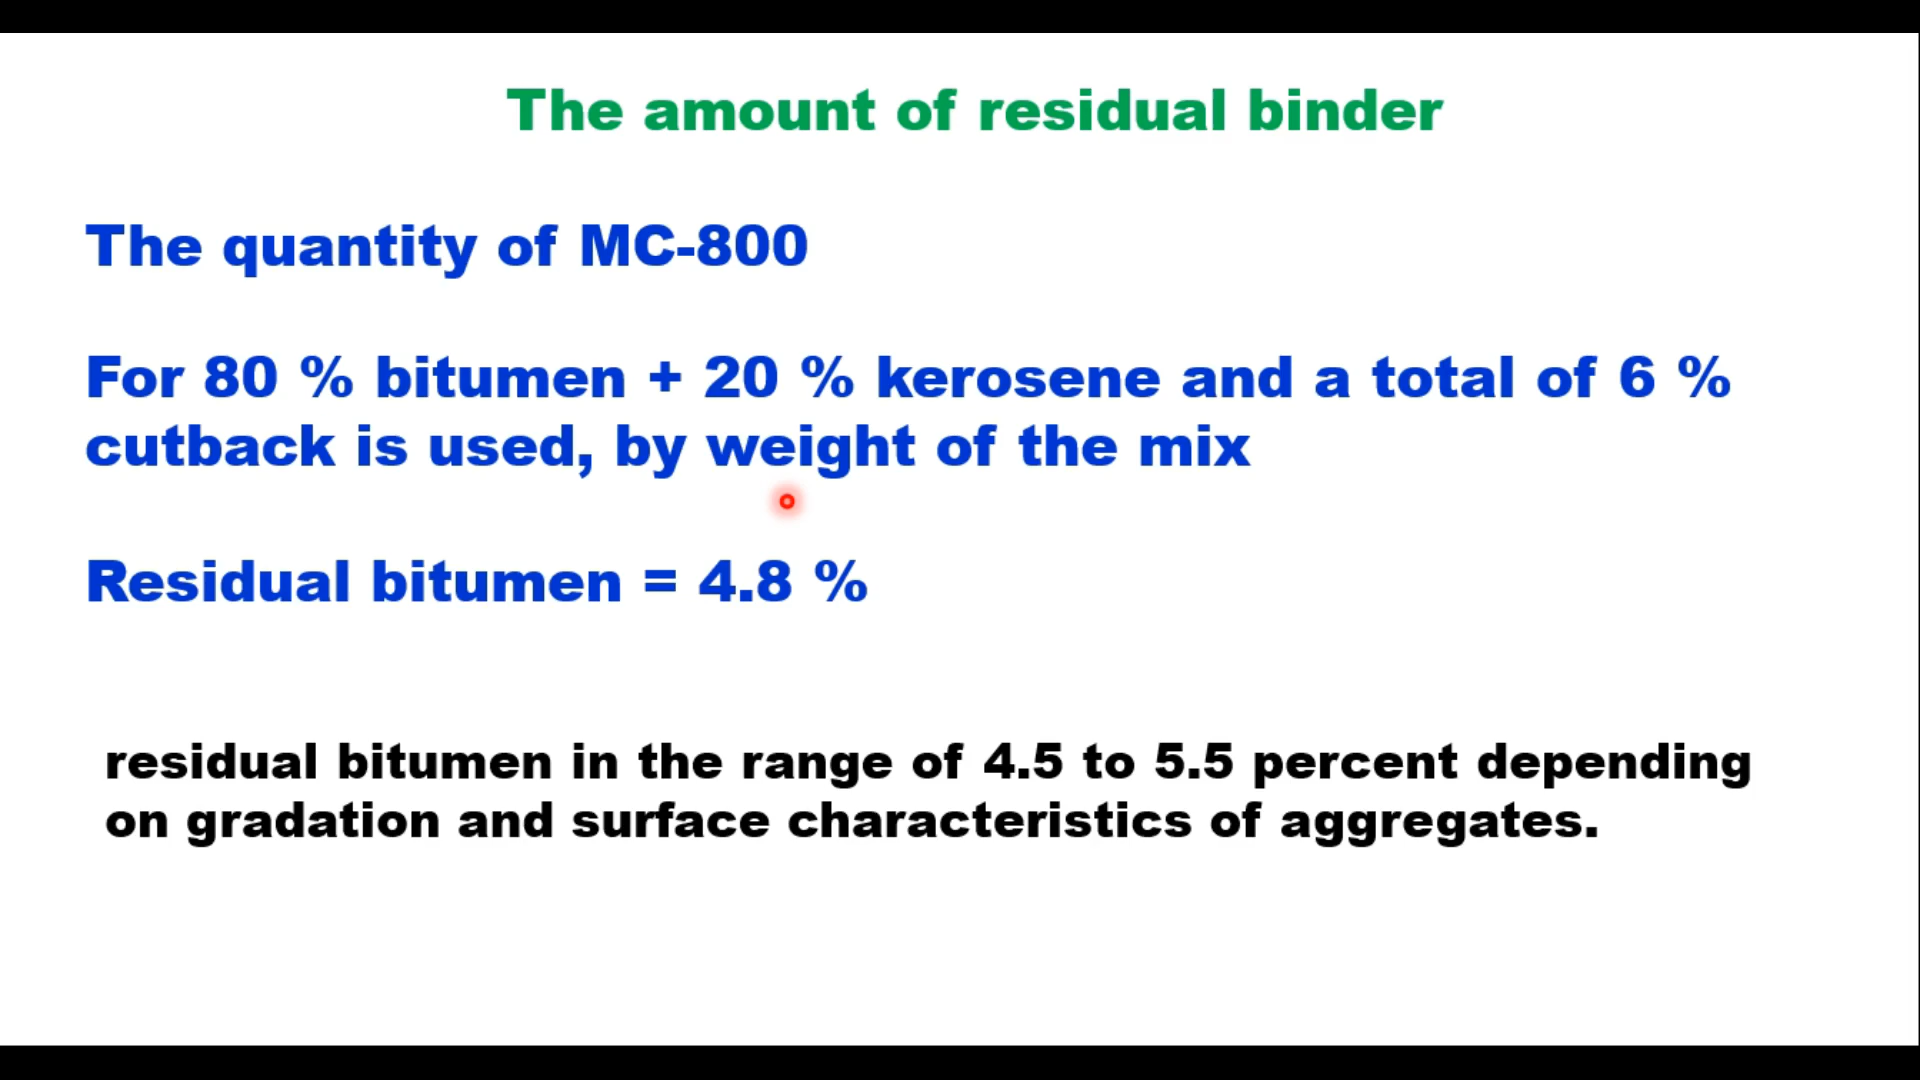 The amount of residual binder
The quantity of MC-800
For 80 % bitumen + 20 % kerosene and a total of 6 %
cutback is used, by weight of the mix
Residual bitumen = 4.8 %
residual bitumen in the range of 4.5 to 5.5 percent depending
on gradation and surface characteristics of aggregates.